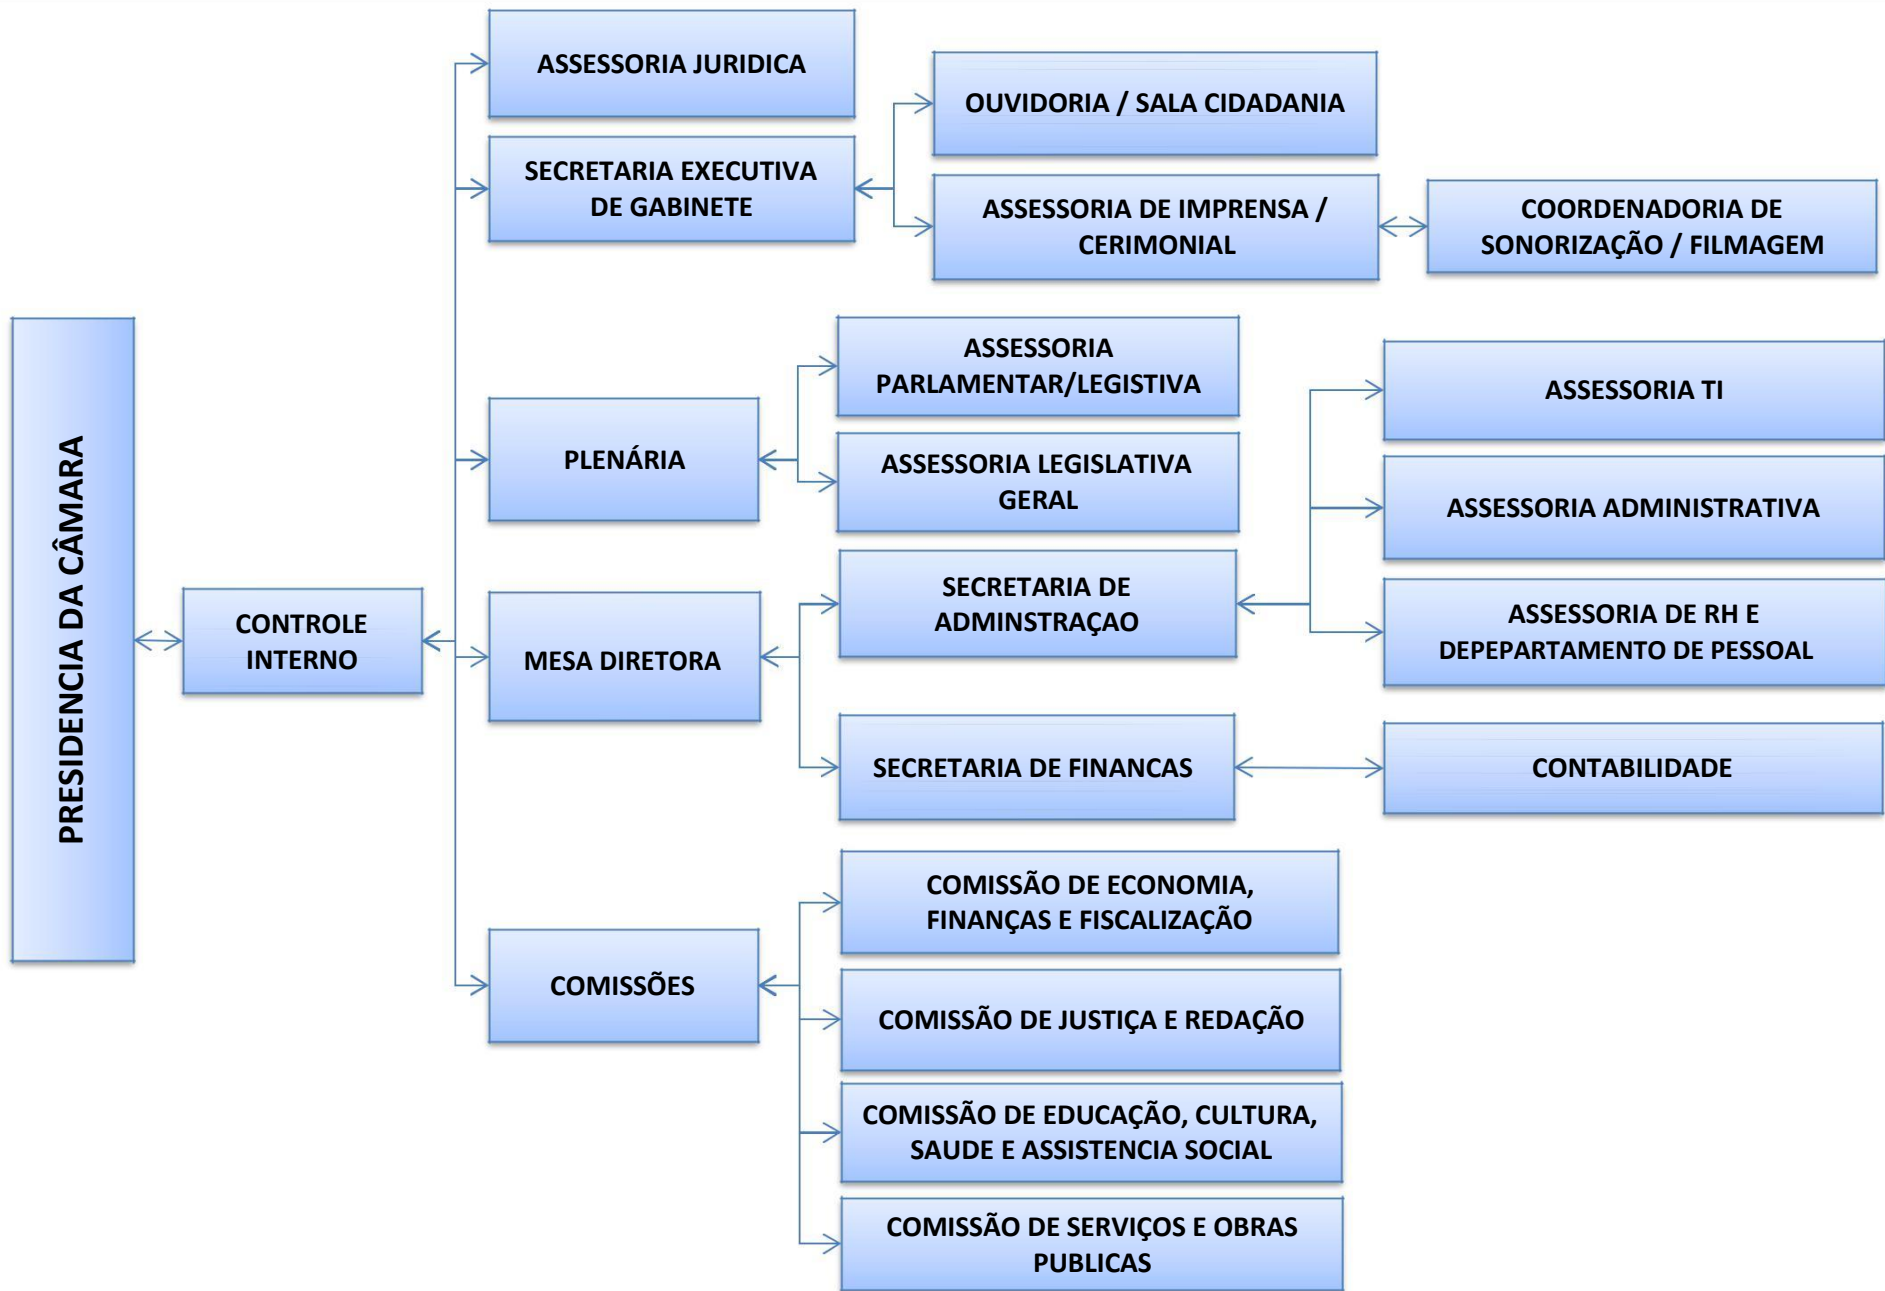 PRESIDENCIA DA CÂMARA
CONTROLE
INTERNO
ASSESSORIA JURIDICA
SECRETARIA EXECUTIVA
DE GABINETE
OUVIDORIA / SALA CIDADANIA
ASSESSORIA DE IMPRENSA /
CERIMONIAL
COORDENADORIA DE
SONORIZAÇÃO / FILMAGEM
PLENÁRIA
ASSESSORIA
PARLAMENTAR/LEGISTIVA
ASSESSORIA LEGISLATIVA
GERAL
MESA DIRETORA
SECRETARIA DE
ADMINSTRAÇAO
ASSESSORIA TI
ASSESSORIA ADMINISTRATIVA
ASSESSORIA DE RH E
DEPEPARTAMENTO DE PESSOAL
SECRETARIA DE FINANCAS
CONTABILIDADE
COMISSÕES
COMISSÃO DE ECONOMIA,
FINANÇAS E FISCALIZAÇÃO
COMISSÃO DE JUSTIÇA E REDAÇÃO
COMISSÃO DE EDUCAÇÃO, CULTURA,
SAUDE E ASSISTENCIA SOCIAL
COMISSÃO DE SERVIÇOS E OBRAS
PUBLICAS